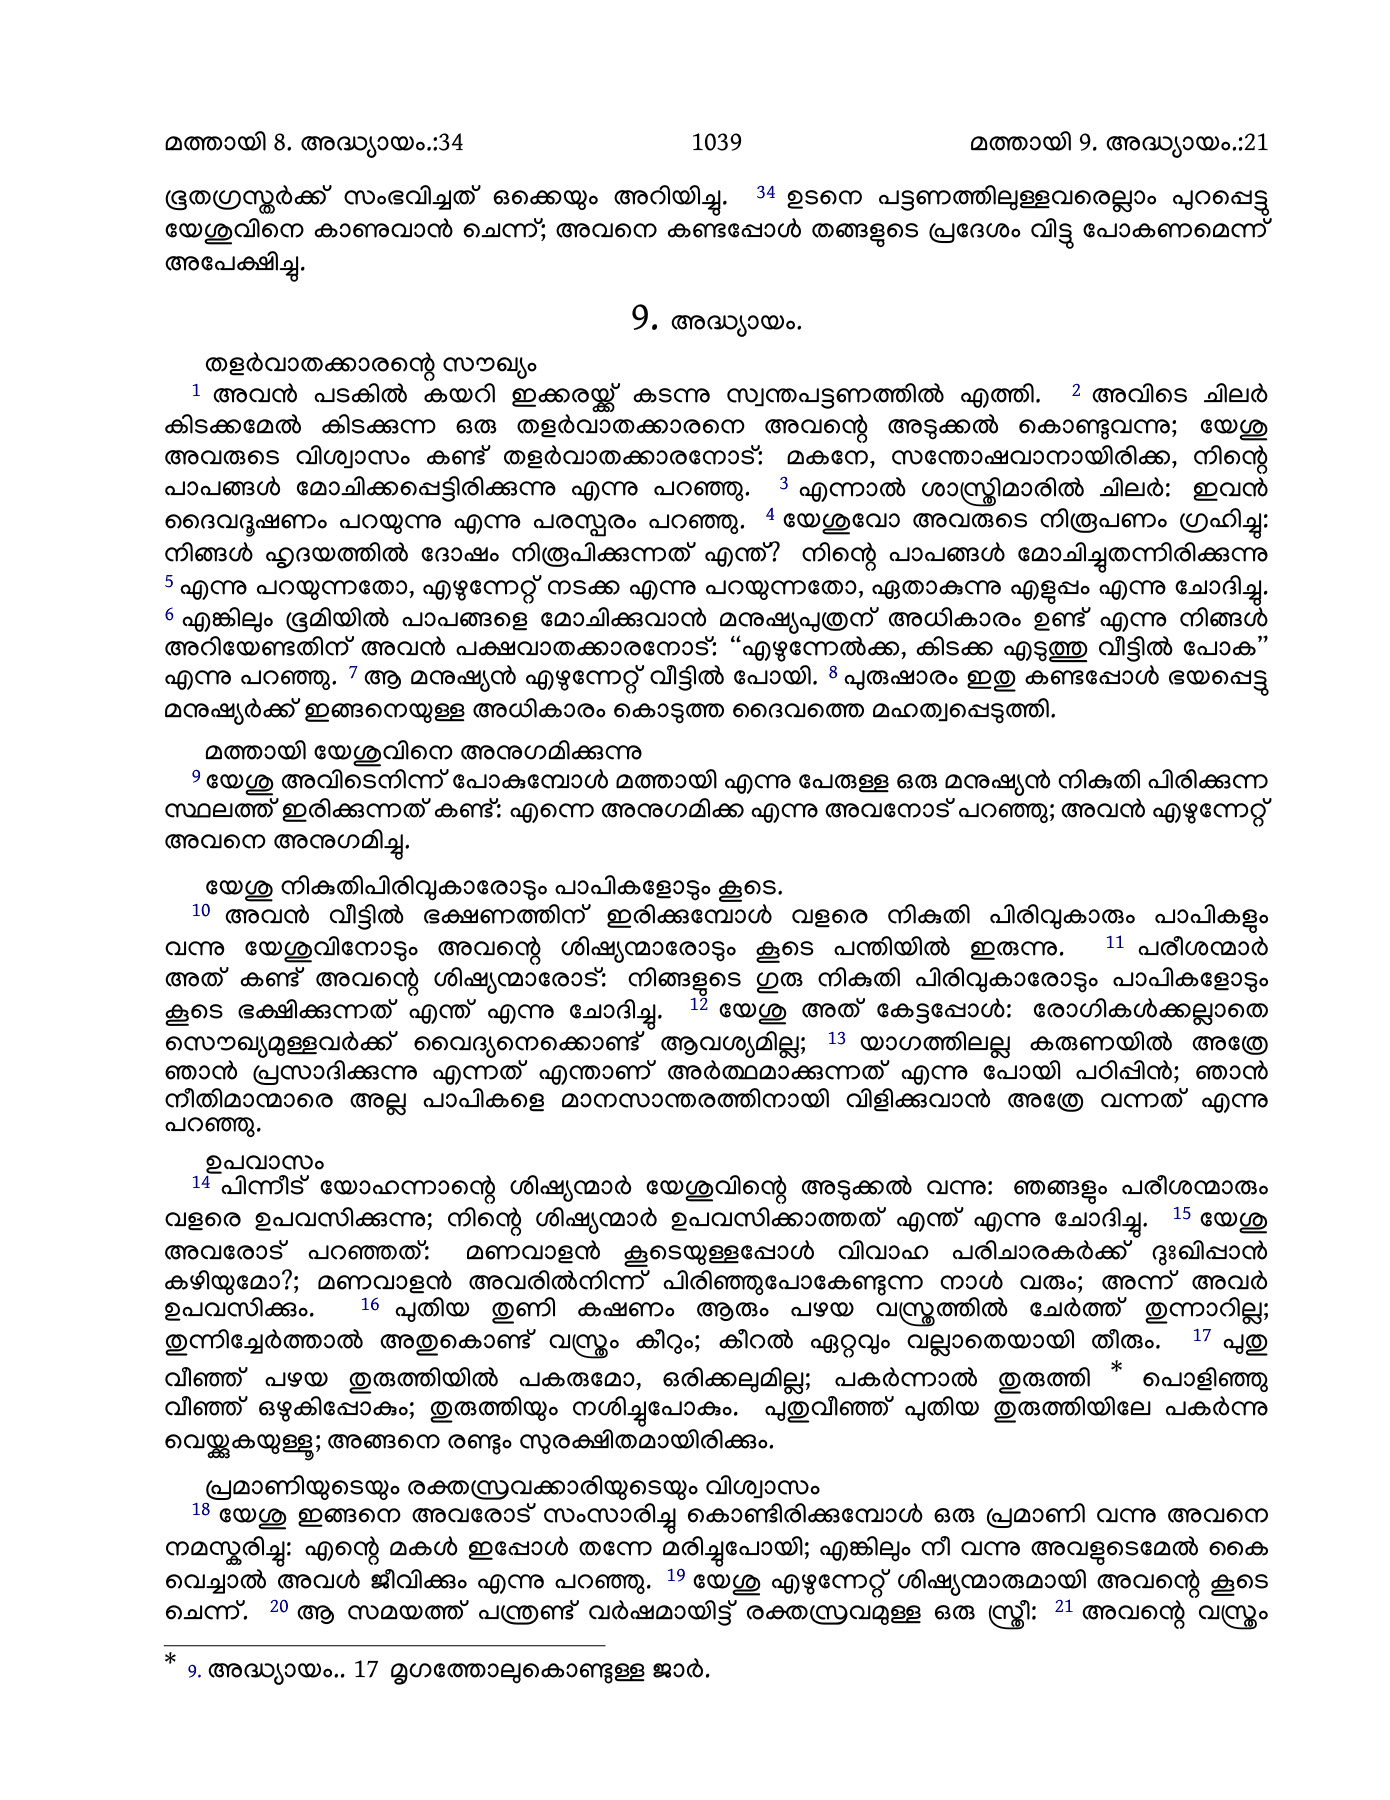 മത്തായി 8. അദ്ധ്യായം.:34 1039 മത്തായി 9. അദ്ധ്യായം.:21
ഭൂതഗ്രസ്തർക്ക് സംഭവിച്ചത് ഒക്കെയും അറിയിച്ചു. 34 ഉടനെ പട്ടണത്തിലുള്ളവരെല്ലാം പുറപ്പെട്ടു
യേശുവിനെ കാണുവാൻ ചെന്ന്; അവനെ കണ്ടപ്പോൾ തങ്ങളുടെ പ്രദേശം വിട്ടു പോകണമെന്ന്
അപേക്ഷിച്ചു.
9. അദ്ധ്യായം.
തളർവാതക്കാരന്റെ സൗഖ്യം
1 അവൻ പടകിൽ കയറി ഇക്കരയ്ക്ക് കടന്നു സ്വന്തപട്ടണത്തിൽ എത്തി. 2 അവിടെ ചിലർ
കിടക്കമേൽ കിടക്കുന്ന ഒരു തളർവാതക്കാരനെ അവന്റെ അടുക്കൽ കൊണ്ടുവന്നു; യേശു
അവരുടെ വിശ്വാസം കണ്ട് തളർവാതക്കാരനോട്: മകനേ, സന്തോഷവാനായിരിക്ക, നിന്റെ
പാപങ്ങൾ മോചിക്കപ്പെട്ടിരിക്കുന്നു എന്നു പറഞ്ഞു. 3 എന്നാൽ ശാസ്ത്രിമാരിൽ ചിലർ: ഇവൻ
ദൈവദൂഷണം പറയുന്നു എന്നു പരസ്പരം പറഞ്ഞു. 4 യേശുവോ അവരുടെ നിരൂപണം ഗ്രഹിച്ചു:
നിങ്ങൾ ഹൃദയത്തിൽ ദോഷം നിരൂപിക്കുന്നത് എന്ത്? നിന്റെ പാപങ്ങൾ മോചിച്ചുതന്നിരിക്കുന്നു
5 എന്നു പറയുന്നതോ, എഴുന്നേറ്റ് നടക്ക എന്നു പറയുന്നതോ, ഏതാകുന്നു എളുപ്പം എന്നു ചോദിച്ചു.
6 എങ്കിലും ഭൂമിയിൽ പാപങ്ങളെ മോചിക്കുവാൻ മനുഷ്യപുത്രന് അധികാരം ഉണ്ട് എന്നു നിങ്ങൾ
അറിയേണ്ടതിന് അവൻ പക്ഷവാതക്കാരനോട്: “എഴുന്നേൽക്ക, കിടക്ക എടുത്തു വീട്ടിൽ പോക”
എന്നു പറഞ്ഞു. 7 ആ മനുഷ്യൻ എഴുന്നേറ്റ് വീട്ടിൽ പോയി. 8 പുരുഷാരം ഇതു കണ്ടപ്പോൾ ഭയപ്പെട്ടു
മനുഷ്യർക്ക് ഇങ്ങനെയുള്ള അധികാരം കൊടുത്ത ദൈവത്തെ മഹത്വപ്പെടുത്തി.
മത്തായി യേശുവിനെ അനുഗമിക്കുന്നു
9 യേശു അവിടെനിന്ന് പോകുമ്പോൾ മത്തായി എന്നു പേരുള്ള ഒരു മനുഷ്യൻ നികുതി പിരിക്കുന്ന
സ്ഥലത്ത് ഇരിക്കുന്നത് കണ്ട്: എന്നെ അനുഗമിക്ക എന്നു അവനോട് പറഞ്ഞു; അവൻ എഴുന്നേറ്റ്
അവനെ അനുഗമിച്ചു.
യേശു നികുതിപിരിവുകാരോടും പാപികളോടും കൂടെ.
10 അവൻ വീട്ടിൽ ഭക്ഷണത്തിന് ഇരിക്കുമ്പോൾ വളരെ നികുതി പിരിവുകാരും പാപികളും
വന്നു യേശുവിനോടും അവന്റെ ശിഷ്യന്മാരോടും കൂടെ പന്തിയിൽ ഇരുന്നു. 11 പരീശന്മാർ
അത് കണ്ട് അവന്റെ ശിഷ്യന്മാരോട്: നിങ്ങളുടെ ഗുരു നികുതി പിരിവുകാരോടും പാപികളോടും
കൂടെ ഭക്ഷിക്കുന്നത് എന്ത് എന്നു ചോദിച്ചു. 12 യേശു അത് കേട്ടപ്പോൾ: രോഗികൾക്കല്ലാതെ
സൌഖ്യമുള്ളവർക്ക് വൈദ്യനെക്കൊണ്ട് ആവശ്യമില്ല; 13 യാഗത്തിലല്ല കരുണയിൽ അത്രേ
ഞാൻ പ്രസാദിക്കുന്നു എന്നത് എന്താണ് അർത്ഥമാക്കുന്നത് എന്നു പോയി പഠിപ്പിൻ; ഞാൻ
നീതിമാന്മാരെ അല്ല പാപികളെ മാനസാന്തരത്തിനായി വിളിക്കുവാൻ അത്രേ വന്നത് എന്നു
പറഞ്ഞു.
ഉപവാസം
14 പിന്നീട് യോഹന്നാന്റെ ശിഷ്യന്മാർ യേശുവിന്റെ അടുക്കൽ വന്നു: ഞങ്ങളും പരീശന്മാരും
വളരെ ഉപവസിക്കുന്നു; നിന്റെ ശിഷ്യന്മാർ ഉപവസിക്കാത്തത് എന്ത് എന്നു ചോദിച്ചു. 15 യേശു
അവരോട് പറഞ്ഞത്: മണവാളൻ കൂടെയുള്ളപ്പോൾ വിവാഹ പരിചാരകർക്ക് ദുഃഖിപ്പാൻ
കഴിയുമോ?; മണവാളൻ അവരിൽനിന്ന് പിരിഞ്ഞുപോകേണ്ടുന്ന നാൾ വരും; അന്ന് അവർ
ഉപവസിക്കും. 16 പുതിയ തുണി കഷണം ആരും പഴയ വസ്ത്രത്തിൽ ചേർത്ത് തുന്നാറില്ല;
തുന്നിച്ചേർത്താൽ അതുകൊണ്ട് വസ്ത്രം കീറും; കീറൽ ഏറ്റവും വല്ലാതെയായി തീരും. 17 പുതു
വീഞ്ഞ് പഴയ തുരുത്തിയിൽ പകരുമോ, ഒരിക്കലുമില്ല; പകർന്നാൽ തുരുത്തി * പൊളിഞ്ഞു
വീഞ്ഞ് ഒഴുകിപ്പോകും; തുരുത്തിയും നശിച്ചുപോകും. പുതുവീഞ്ഞ് പുതിയ തുരുത്തിയിലേ പകർന്നു
വെയ്ക്കുകയുള്ളൂ; അങ്ങനെ രണ്ടും സുരക്ഷിതമായിരിക്കും.
പ്രമാണിയുടെയും രക്തസ്രവക്കാരിയുടെയും വിശ്വാസം
18 യേശു ഇങ്ങനെ അവരോട് സംസാരിച്ചു കൊണ്ടിരിക്കുമ്പോൾ ഒരു പ്രമാണി വന്നു അവനെ
നമസ്കരിച്ചു: എന്റെ മകൾ ഇപ്പോൾ തന്നേ മരിച്ചുപോയി; എങ്കിലും നീ വന്നു അവളുടെമേൽ കൈ
വെച്ചാൽ അവൾ ജീവിക്കും എന്നു പറഞ്ഞു. 19 യേശു എഴുന്നേറ്റ് ശിഷ്യന്മാരുമായി അവന്റെ കൂടെ
ചെന്ന്. 20 ആ സമയത്ത് പന്ത്രണ്ട് വർഷമായിട്ട് രക്തസ്രവമുള്ള ഒരു സ്ത്രീ: 21 അവന്റെ വസ്ത്രം
* 9. അദ്ധ്യായം.. 17 മൃഗത്തോലുകൊണ്ടുള്ള ജാർ.